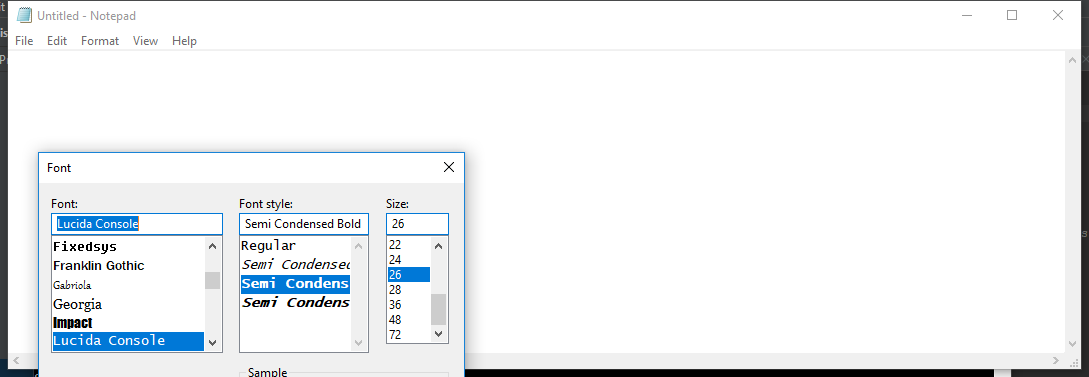 Untitled - Notepad
File Edit Format View Help
Font
Font: Font style: Size:
Lucida Console Semi Condensed Bold 26
Fixedsys Regular 22
Franklin Gothic Semi Condensed 24
Gabriola Semi Condens 26
Georgia Semi Condens 28
Impact 36
Lucida Console 48
72
Sample